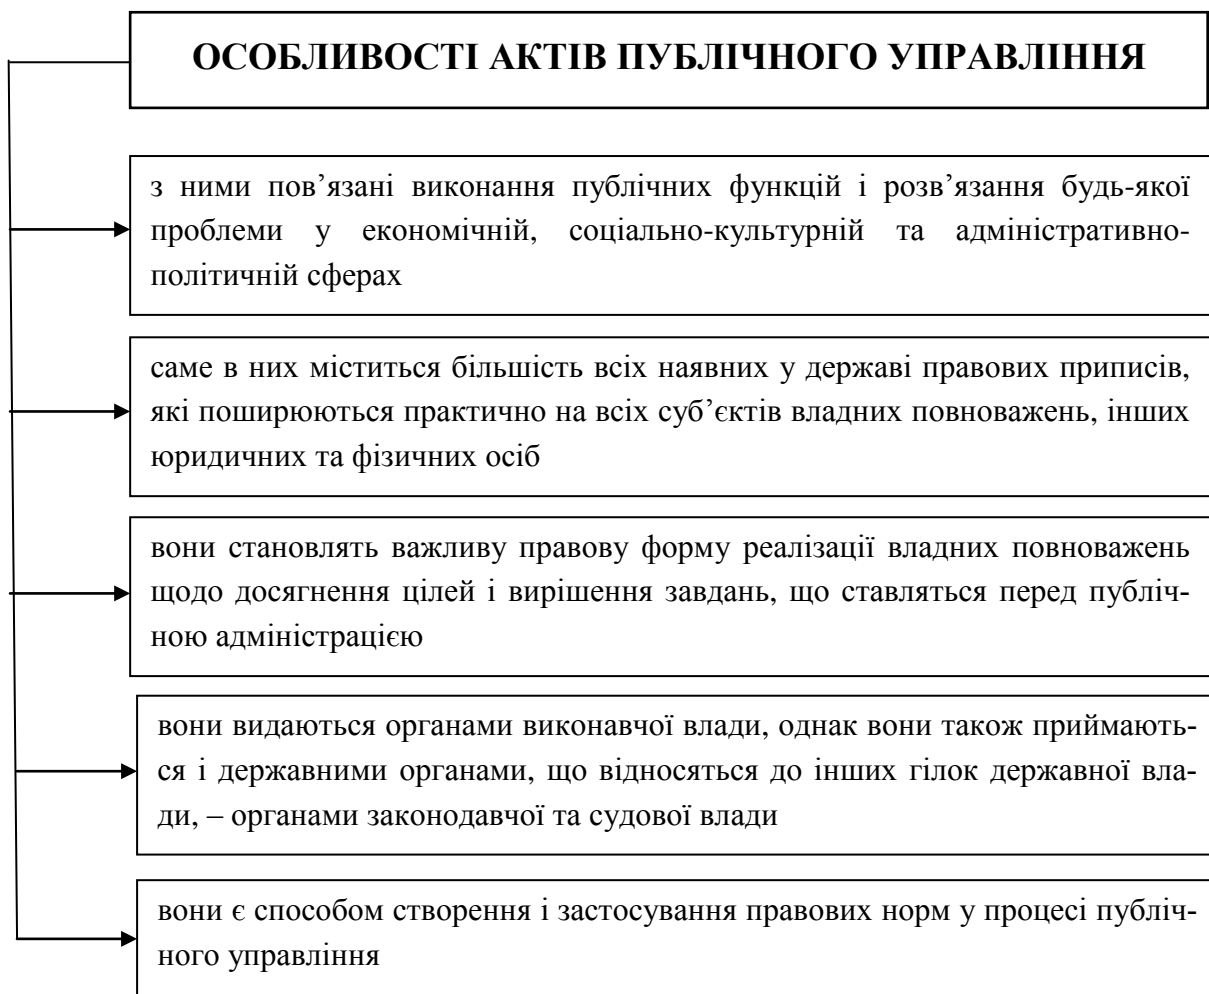 ОСОБЛИВОСТІ АКТІВ ПУБЛІЧНОГО УПРАВЛІННЯ
з ними пов’язані виконання публічних функцій і розв’язання будь-якої
проблеми у економічній, соціально-культурній та адміністративно-
політичній сферах
саме в них міститься більшість всіх наявних у державі правових приписів,
які поширюються практично на всіх суб’єктів владних повноважень, інших
юридичних та фізичних осіб
вони становлять важливу правову форму реалізації владних повноважень
щодо досягнення цілей і вирішення завдань, що ставляться перед публіч-
ною адміністрацією
вони видаються органами виконавчої влади, однак вони також приймають-
ся і державними органами, що відносяться до інших гілок державної вла-
ди, – органами законодавчої та судової влади
вони є способом створення і застосування правових норм у процесі публіч-
ного управління